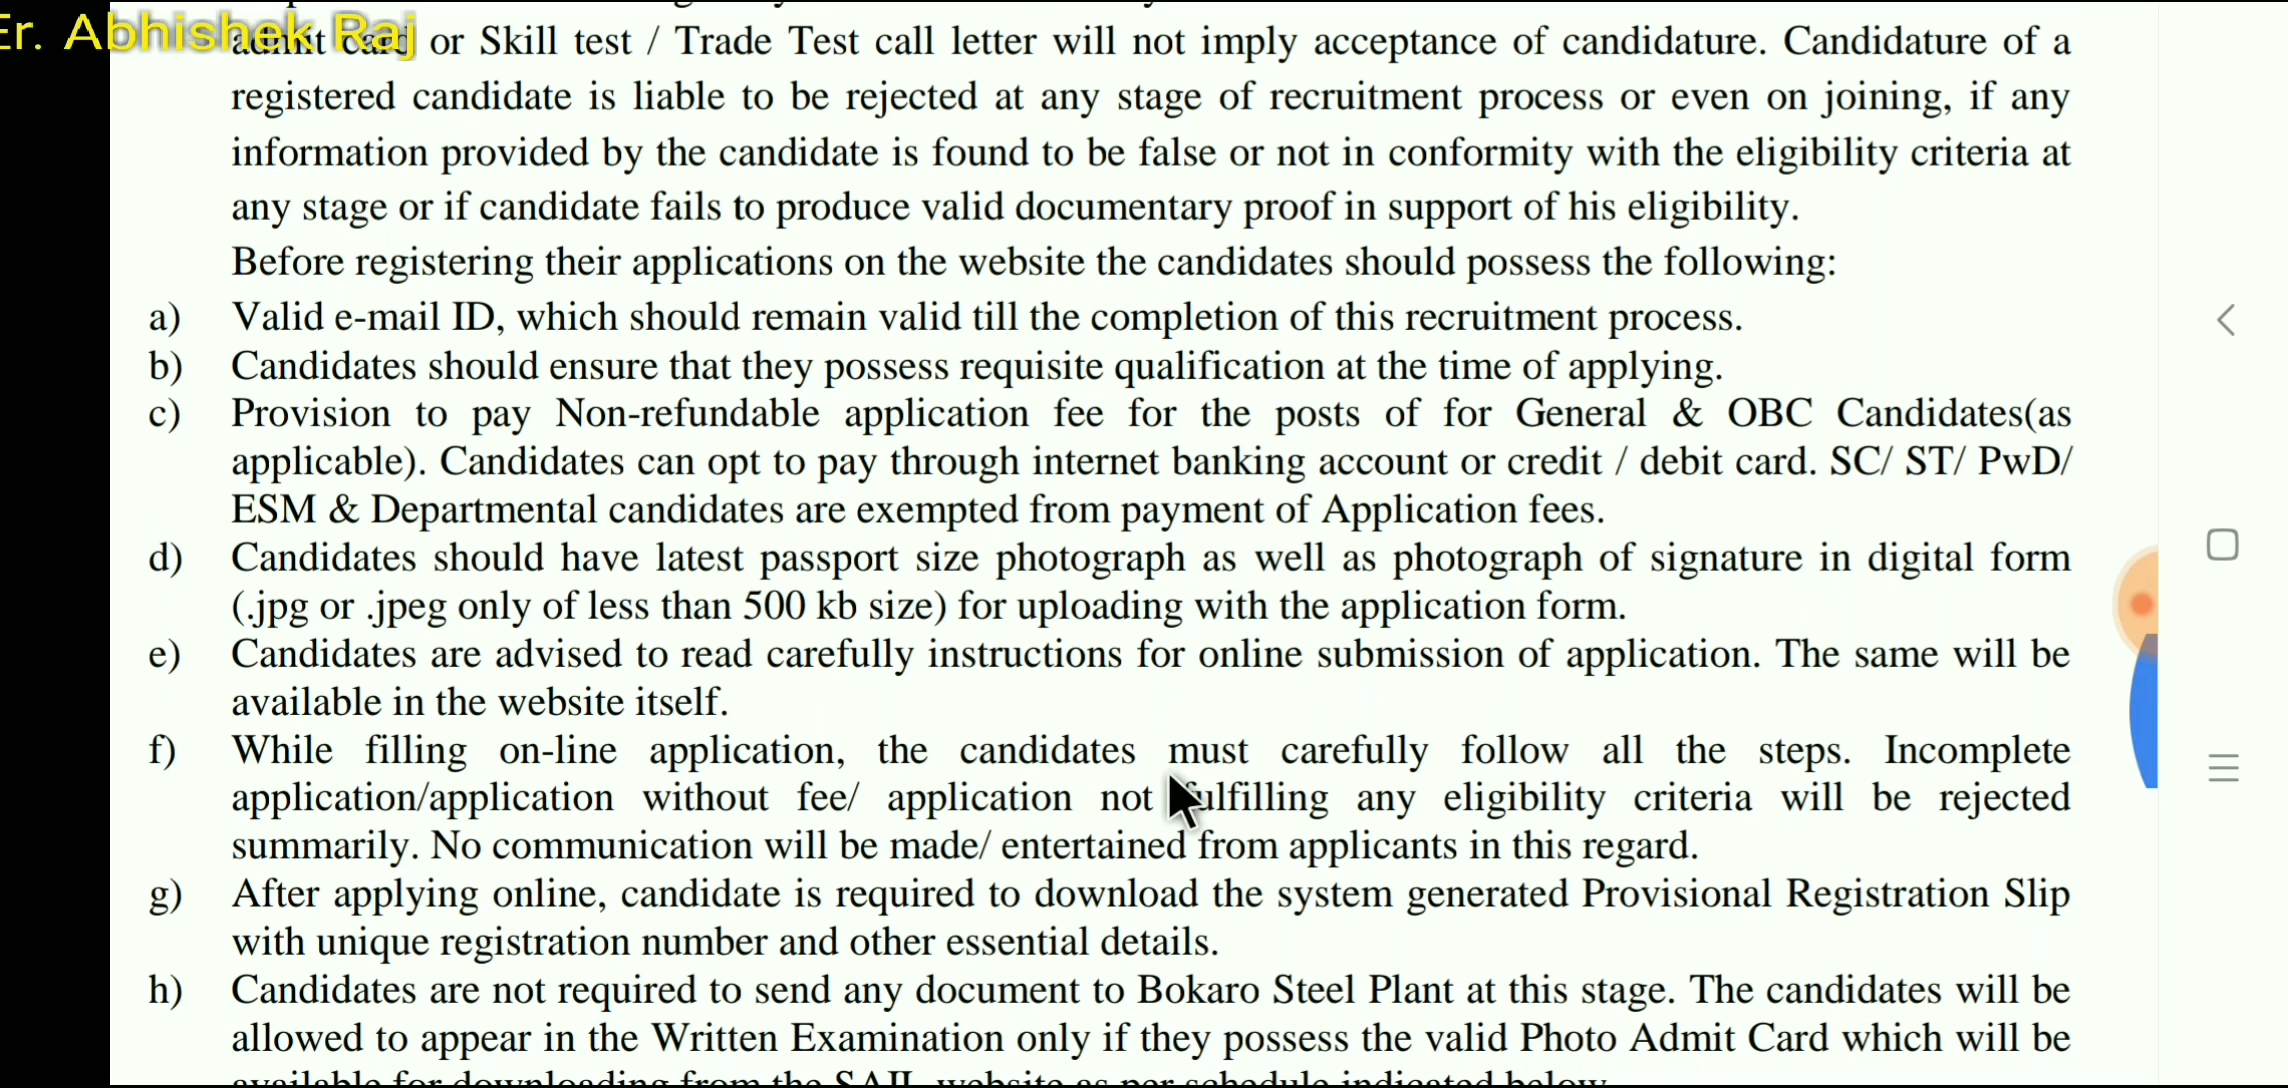 Er. Abhishek Raj
admit card or Skill test / Trade Test call letter will not imply acceptance of candidature. Candidature of a
registered candidate is liable to be rejected at any stage of recruitment process or even on joining, if any
information provided by the candidate is found to be false or not in conformity with the eligibility criteria at
any stage or if candidate fails to produce valid documentary proof in support of his eligibility.
Before registering their applications on the website the candidates should possess the following:
a) Valid e-mail ID, which should remain valid till the completion of this recruitment process.
b) Candidates should ensure that they possess requisite qualification at the time of applying.
c) Provision to pay Non-refundable application fee for the posts of for General & OBC Candidates(as
applicable). Candidates can opt to pay through internet banking account or credit / debit card. SC/ ST/ PwD/
ESM & Departmental candidates are exempted from payment of Application fees.
d) Candidates should have latest passport size photograph as well as photograph of signature in digital form
(.jpg or .jpeg only of less than 500 kb size) for uploading with the application form.
e) Candidates are advised to read carefully instructions for online submission of application. The same will be
available in the website itself.
f) While filling on-line application, the candidates must carefully follow all the steps. Incomplete
application/application without fee/ application not fulfilling any eligibility criteria will be rejected
summarily. No communication will be made/ entertained from applicants in this regard.
g) After applying online, candidate is required to download the system generated Provisional Registration Slip
with unique registration number and other essential details.
h) Candidates are not required to send any document to Bokaro Steel Plant at this stage. The candidates will be
allowed to appear in the Written Examination only if they possess the valid Photo Admit Card which will be
available for downloading from the SAIL website as per schedule indicated below